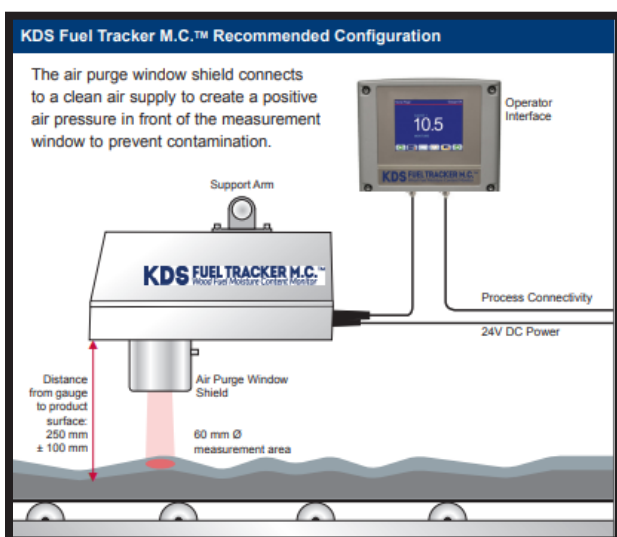 KDS Fuel Tracker M.C.™ Recommended Configuration
The air purge window shield connects
to a clean air supply to create a positive
air pressure in front of the measurement
window to prevent contamination.
10.5
KDS FUEL TRACKER M.C.™
Operator
Interface
Support Arm
KDS FUEL TRACKER M.C.™
Wood Fuel Moisture Content Monitor
Process Connectivity
24V DC Power
Distance
from gauge
to product
surface:
250 mm
± 100 mm
Air Purge Window
Shield
60 mm Ø
measurement area